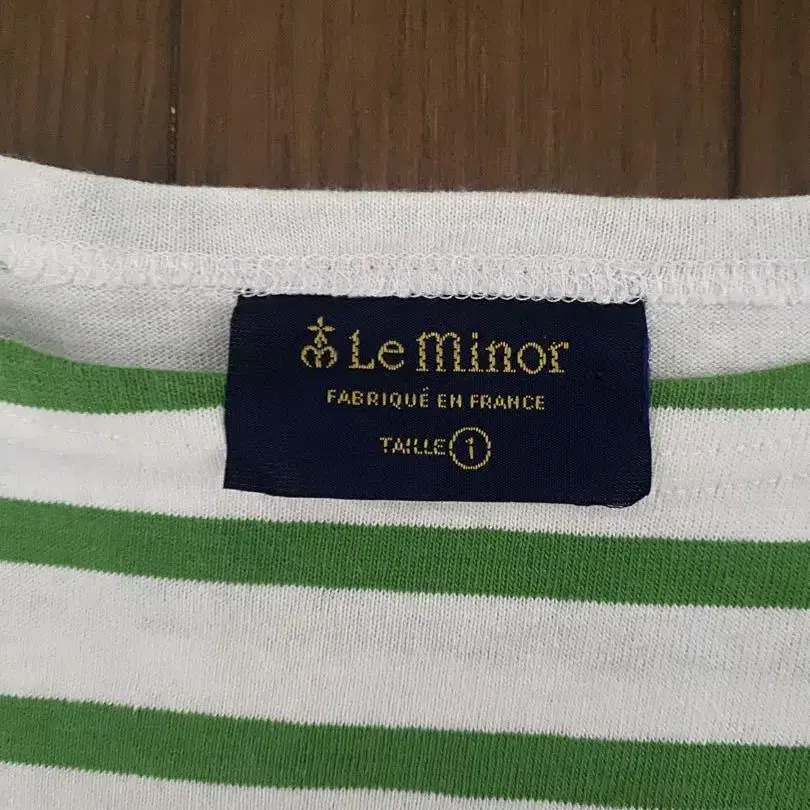 Le Minor
FABRIQUÉ EN FRANCE
TAILLE 1